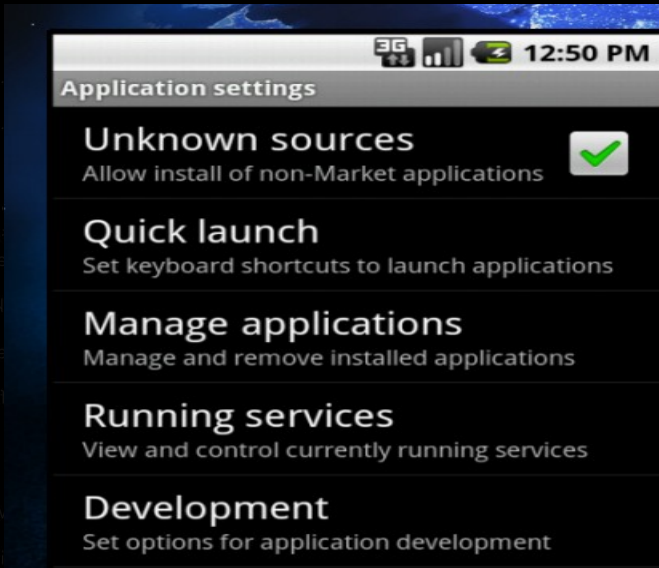 3G 12:50 PM
Application settings
Unknown sources
Allow install of non-Market applications
Quick launch
Set keyboard shortcuts to launch applications
Manage applications
Manage and remove installed applications
Running services
View and control currently running services
Development
Set options for application development